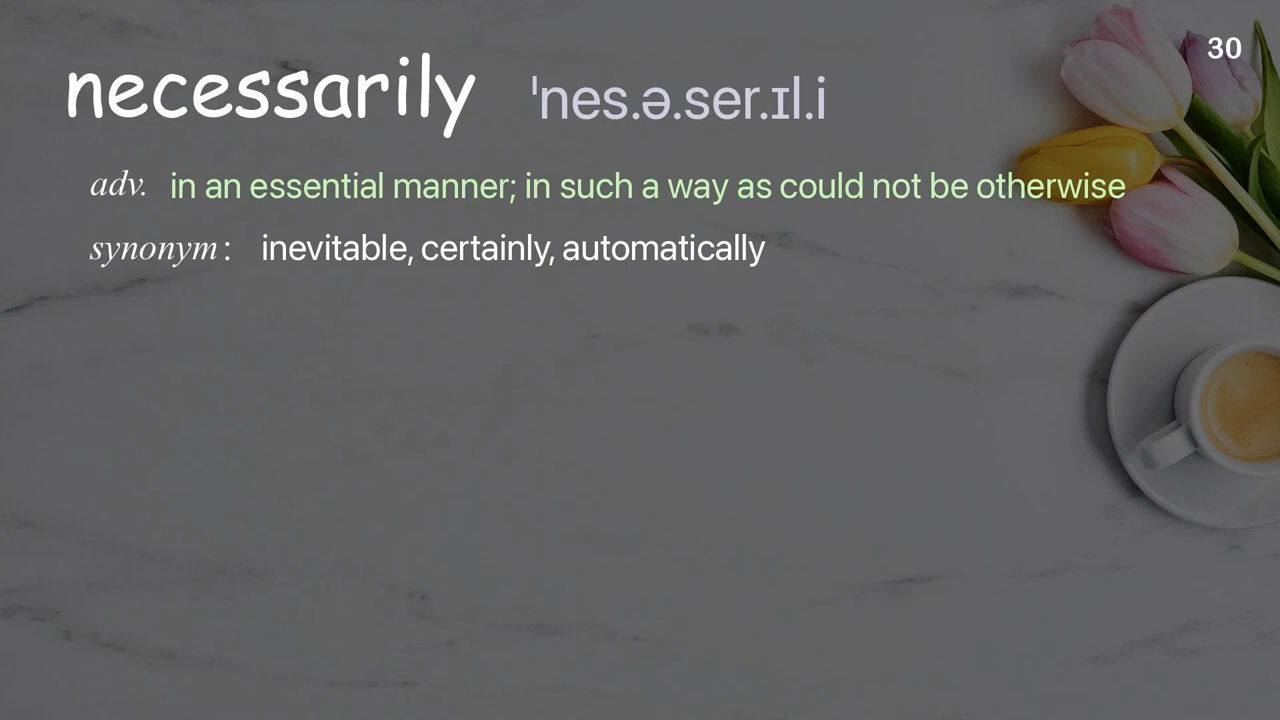 30
necessarily ˈnes.ə.ser.ɪl.i
adv. in an essential manner; in such a way as could not be otherwise
synonym: inevitable, certainly, automatically